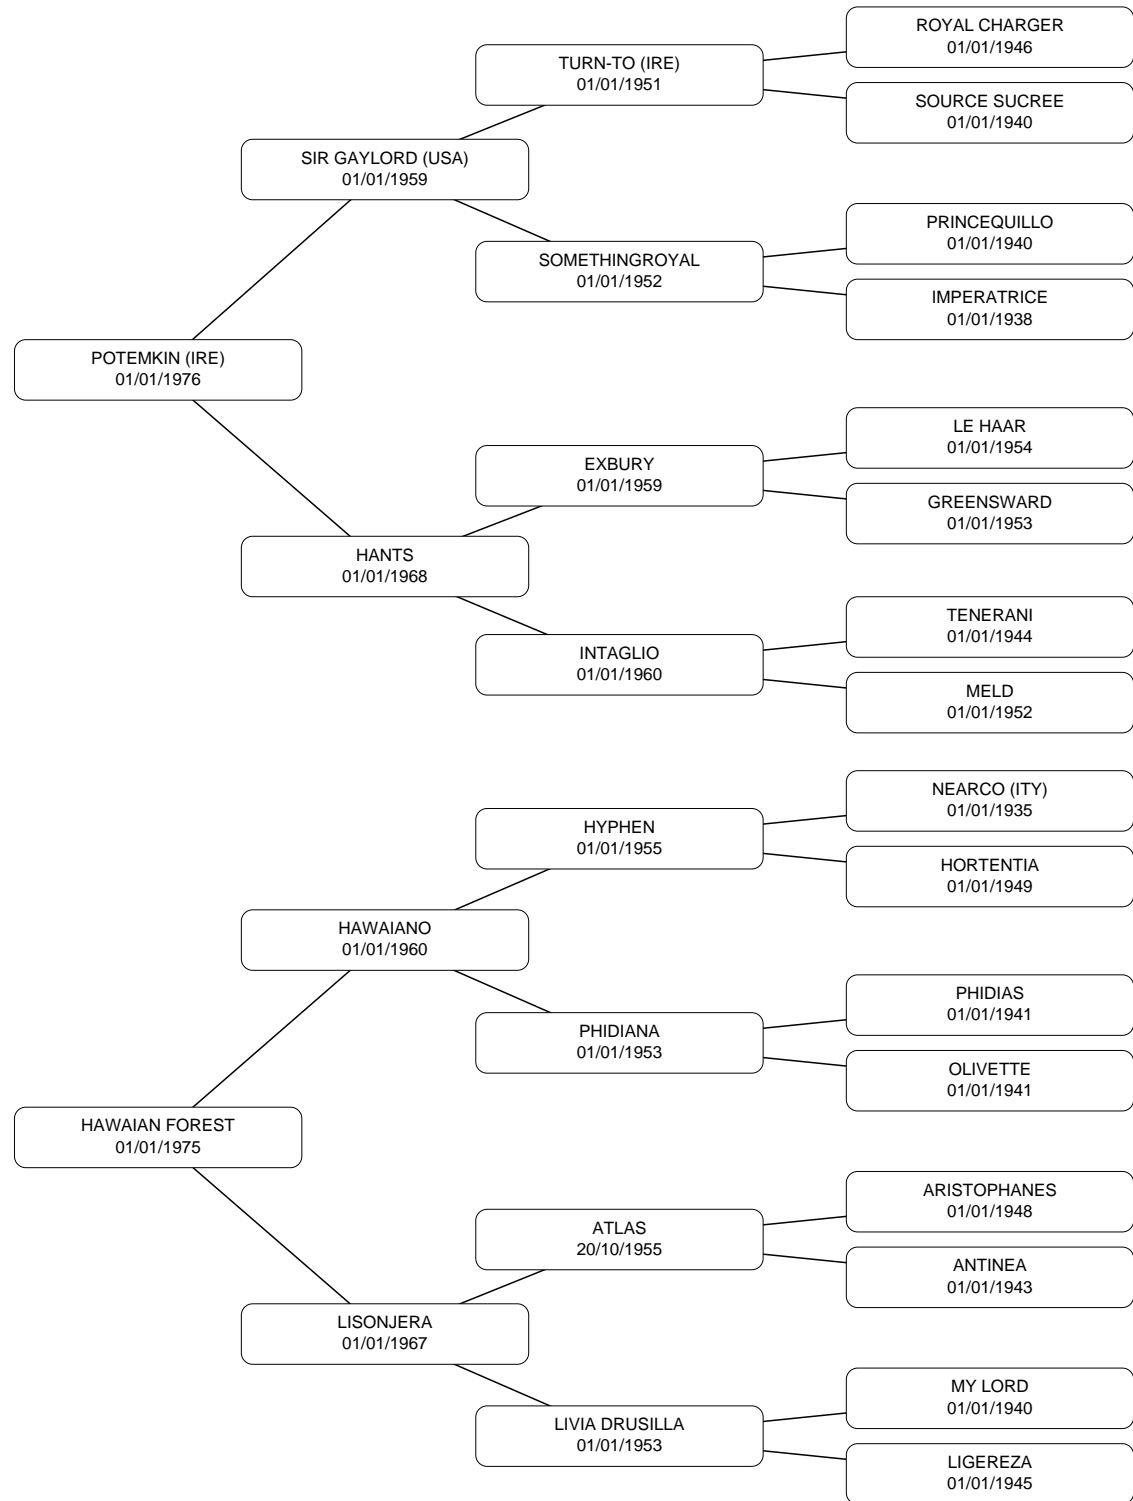 ROYAL CHARGER
01/01/1946
TURN-TO (IRE)
01/01/1951
SOURCE SUCREE
01/01/1940
SIR GAYLORD (USA)
01/01/1959
PRINCEQUILLO
01/01/1940
SOMETHINGROYAL
01/01/1952
IMPERATRICE
01/01/1938
POTEMKIN (IRE)
01/01/1976
LE HAAR
01/01/1954
EXBURY
01/01/1959
GREENSWARD
01/01/1953
HANTS
01/01/1968
TENERANI
01/01/1944
INTAGLIO
01/01/1960
MELD
01/01/1952
NEARCO (ITY)
01/01/1935
HYPHEN
01/01/1955
HORTENTIA
01/01/1949
HAWAIANO
01/01/1960
PHIDIAS
01/01/1941
PHIDIANA
01/01/1953
OLIVETTE
01/01/1941
HAWAIAN FOREST
01/01/1975
ARISTOPHANES
01/01/1948
ATLAS
20/10/1955
ANTINEA
01/01/1943
LISONJERA
01/01/1967
MY LORD
01/01/1940
LIVIA DRUSILLA
01/01/1953
LIGEREZA
01/01/1945